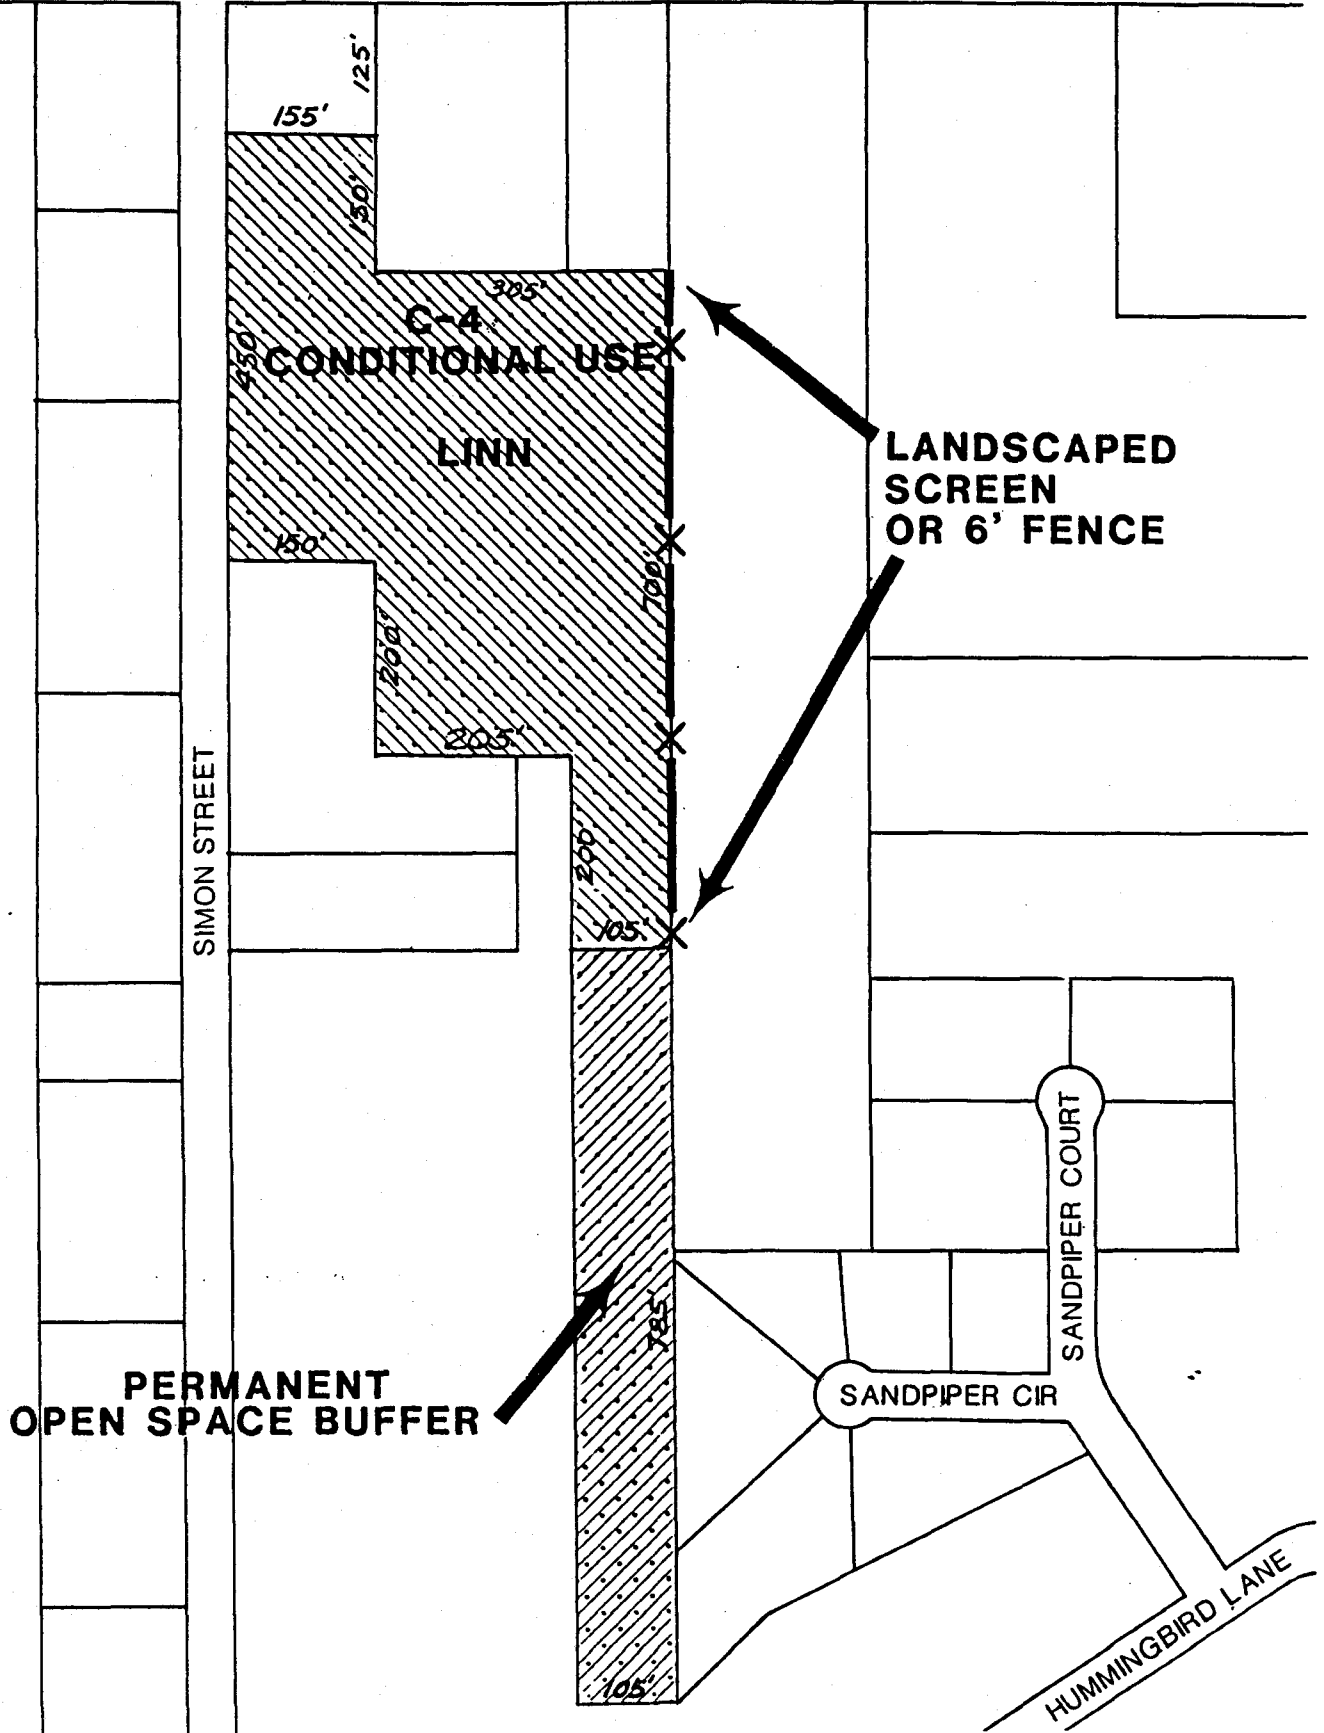 125'
155'
150'
305'
C-4
CONDITIONAL USE
450'
LINN
LANDSCAPED
SCREEN
OR 6' FENCE
150'
700'
200'
205'
SIMON STREET
200'
105'
SANDPIPER COURT
785'
PERMANENT
OPEN SPACE BUFFER
SANDPIPER CIR
HUMMINGBIRD LANE
105'